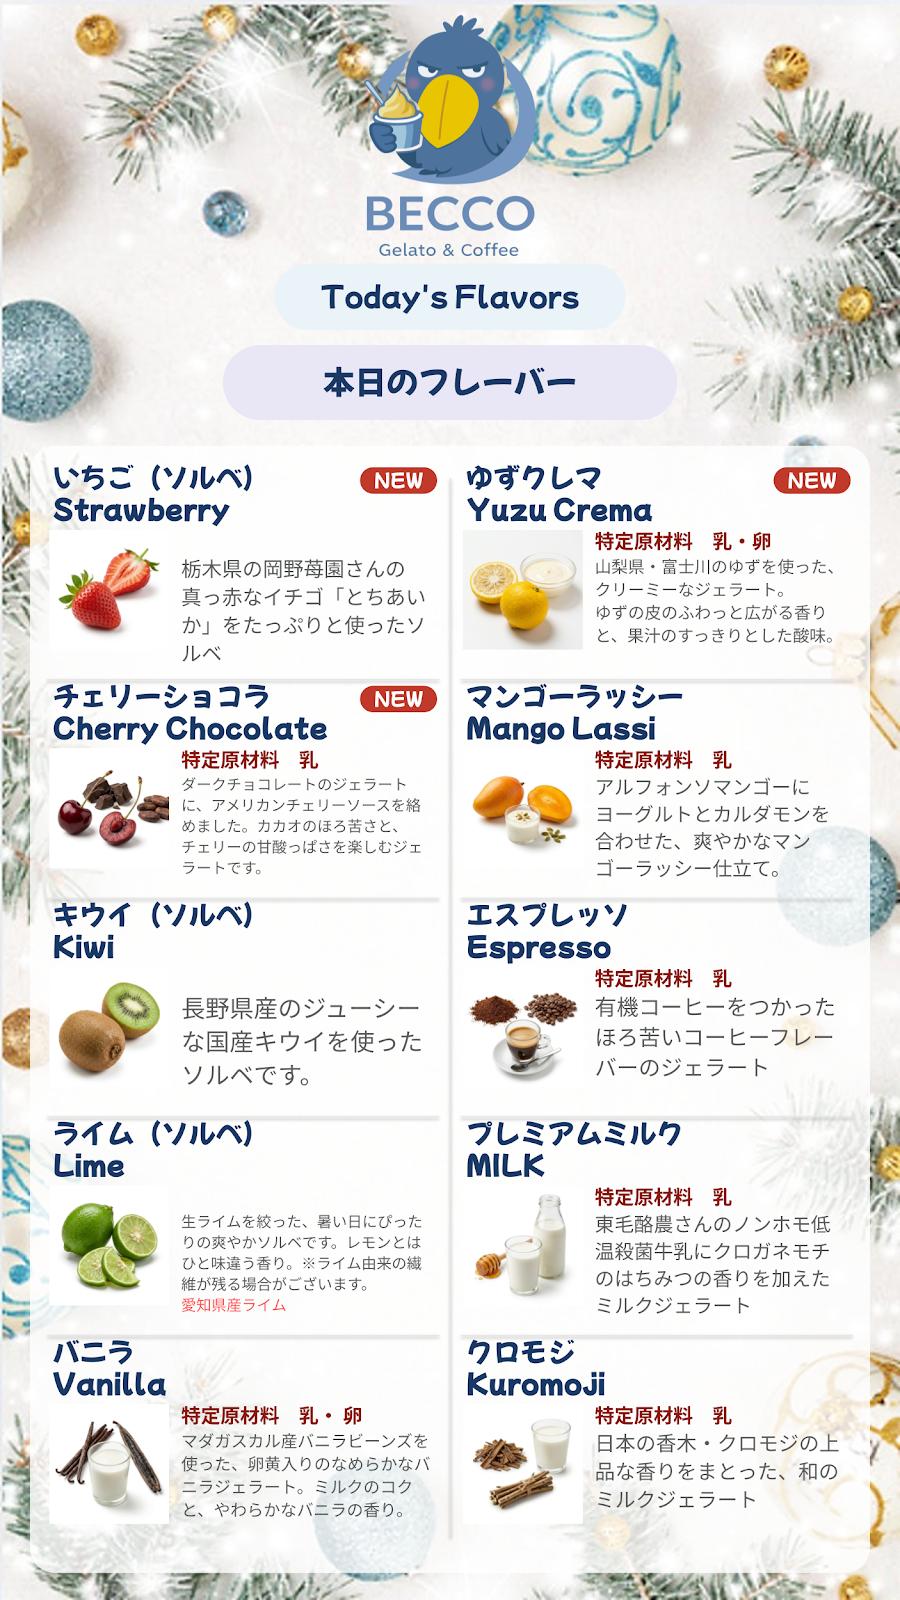 BECCO
Gelato & Coffee
Today's Flavors
本日のフレーバー
いちご（ソルベ）
NEW
Strawberry
栃木県の岡野苺園さんの
真っ赤なイチゴ「とちあい
か」をたっぷりと使ったソ
ルベ
ゆずクレマ
NEW
Yuzu Crema
特定原材料　乳・卵
山梨県・富士川のゆずを使った、
クリーミーなジェラート。
ゆずの皮のふわっと広がる香り
と、果汁のすっきりとした酸味。
チェリーショコラ
NEW
Cherry Chocolate
特定原材料　乳
ダークチョコレートのジェラート
に、アメリカンチェリーソースを絡
めました。カカオのほろ苦さと、
チェリーの甘酸っぱさを楽しむジェ
ラートです。
マンゴーラッシー
Mango Lassi
特定原材料　乳
アルフォンソマンゴーに
ヨーグルトとカルダモンを
合わせた、爽やかなマン
ゴーラッシー仕立て。
キウイ（ソルベ）
Kiwi
長野県産のジューシー
な国産キウイを使った
ソルベです。
エスプレッソ
Espresso
特定原材料　乳
有機コーヒーをつかった
ほろ苦いコーヒーフレー
バーのジェラート
ライム（ソルベ）
Lime
生ライムを絞った、暑い日にぴった
りの爽やかソルベです。レモンとは
ひと味違う香り。※ライム由来の繊
維が残る場合がございます。
愛知県産ライム
プレミアムミルク
MILK
特定原材料　乳
東毛酪農さんのノンホモ低
温殺菌牛乳にクロガネモチ
のはちみつの香りを加えた
ミルクジェラート
バニラ
Vanilla
特定原材料　乳・ 卵
マダガスカル産バニラビーンズを
使った、卵黄入りのなめらかなバ
ニラジェラート。ミルクのコク
と、やわらかなバニラの香り。
クロモジ
Kuromoji
特定原材料　乳
日本の香木・クロモジの上
品な香りをまとった、和の
ミルクジェラート